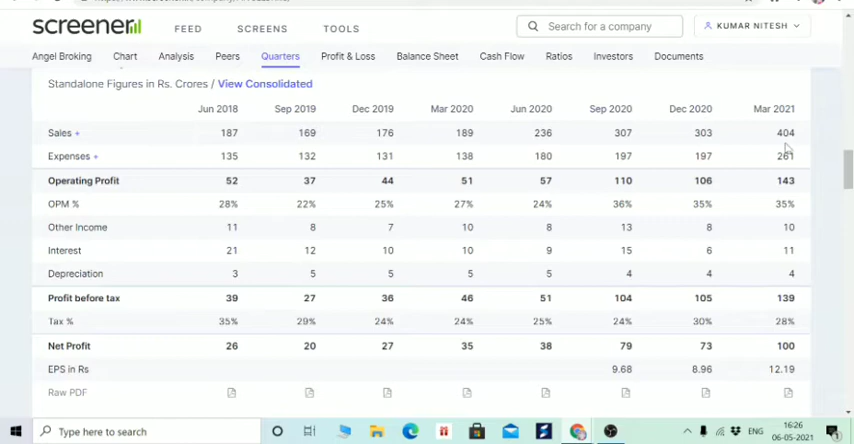 screener
FEED SCREENS TOOLS
Search for a company
KUMAR NITESH
Angel Broking Chart Analysis Peers Quarters Profit & Loss Balance Sheet Cash Flow Ratios Investors Documents
Standalone Figures in Rs. Crores / View Consolidated
Jun 2018 Sep 2019 Dec 2019 Mar 2020 Jun 2020 Sep 2020 Dec 2020 Mar 2021
Sales + 187 169 176 189 236 307 303 404
Expenses + 135 132 131 138 180 197 197 261
Operating Profit 52 37 44 51 57 110 106 143
OPM % 28% 22% 25% 27% 24% 36% 35% 35%
Other Income 11 8 7 10 8 13 8 10
Interest 21 12 10 10 9 15 6 11
Depreciation 3 5 5 5 5 4 4 4
Profit before tax 39 27 36 46 51 104 105 139
Tax % 35% 29% 24% 24% 25% 24% 30% 28%
Net Profit 26 20 27 35 38 79 73 100
EPS in Rs 9.68 8.96 12.19
Raw PDF
Type here to search
ENG
16:26
06-05-2021